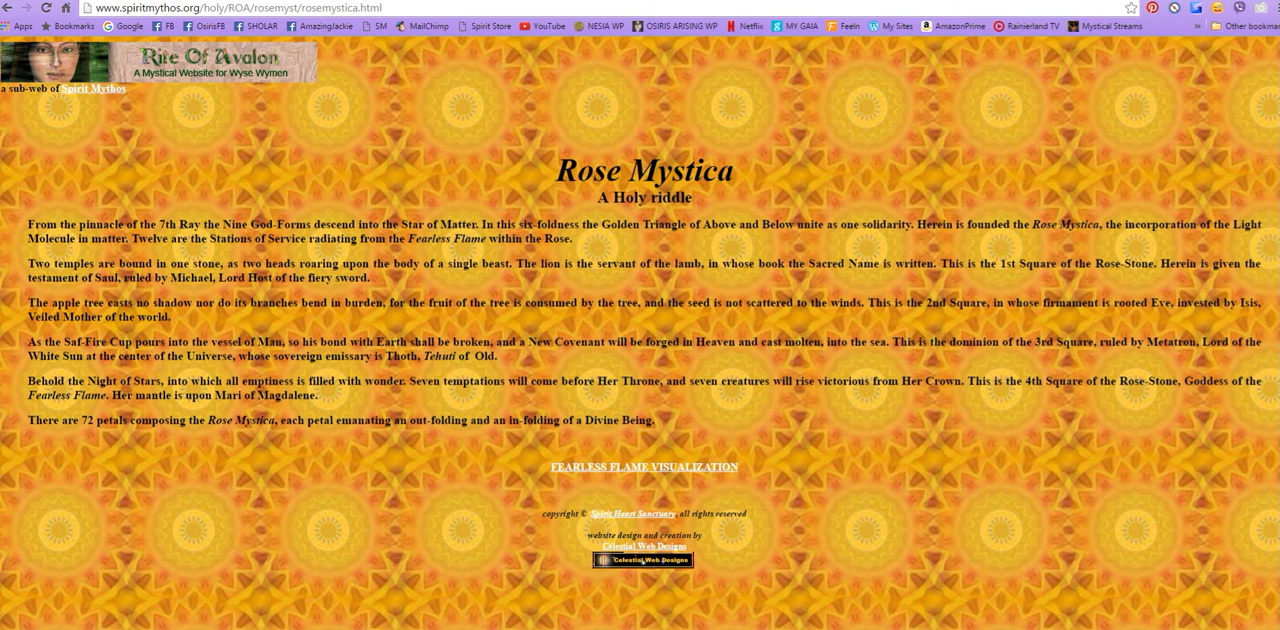 www.spiritmythos.org/holy/ROA/rosemyst/rosemystica.html
Apps Bookmarks Google FB OsirisFB SHOLAR AmazingJackie SM MailChimp Spirit Store YouTube NESIA WP OSIRIS ARISING WP Netflix MY GAIA FeeIn My Sites AmazonPrime Rainierland TV Mystical Streams » Other bookma
Rite Of Avalon
A Mystical Website for Wyse Wymen
a sub-web of Spirit Mythos
Rose Mystica
A Holy riddle
From the pinnacle of the 7th Ray the Nine God-Forms descend into the Star of Matter. In this six-foldness the Golden Triangle of Above and Below unite as one solidarity. Herein is founded the Rose Mystica, the incorporation of the Light
Molecule in matter. Twelve are the Stations of Service radiating from the Fearless Flame within the Rose.
Two temples are bound in one stone, as two heads roaring upon the body of a single beast. The lion is the servant of the lamb, in whose book the Sacred Name is written. This is the 1st Square of the Rose-Stone. Herein is given the
testament of Saul, ruled by Michael, Lord Host of the fiery sword.
The apple tree casts no shadow nor do its branches bend in burden, for the fruit of the tree is consumed by the tree, and the seed is not scattered to the winds. This is the 2nd Square, in whose firmament is rooted Eve, invested by Isis,
Veiled Mother of the world.
As the Saf-Fire Cup pours into the vessel of Man, so his bond with Earth shall be broken, and a New Covenant will be forged in Heaven and cast molten, into the sea. This is the dominion of the 3rd Square, ruled by Metatron, Lord of the
White Sun at the center of the Universe, whose sovereign emissary is Thoth, Tehuti of Old.
Behold the Night of Stars, into which all emptiness is filled with wonder. Seven temptations will come before Her Throne, and seven creatures will rise victorious from Her Crown. This is the 4th Square of the Rose-Stone, Goddess of the
Fearless Flame. Her mantle is upon Mari of Magdalene.
There are 72 petals composing the Rose Mystica, each petal emanating an out-folding and an in-folding of a Divine Being.
FEARLESS FLAME VISUALIZATION
copyright © Spirit Heart Sanctuary, all rights reserved
website design and creation by
Celestial Web Designs
Celestial Web Designs